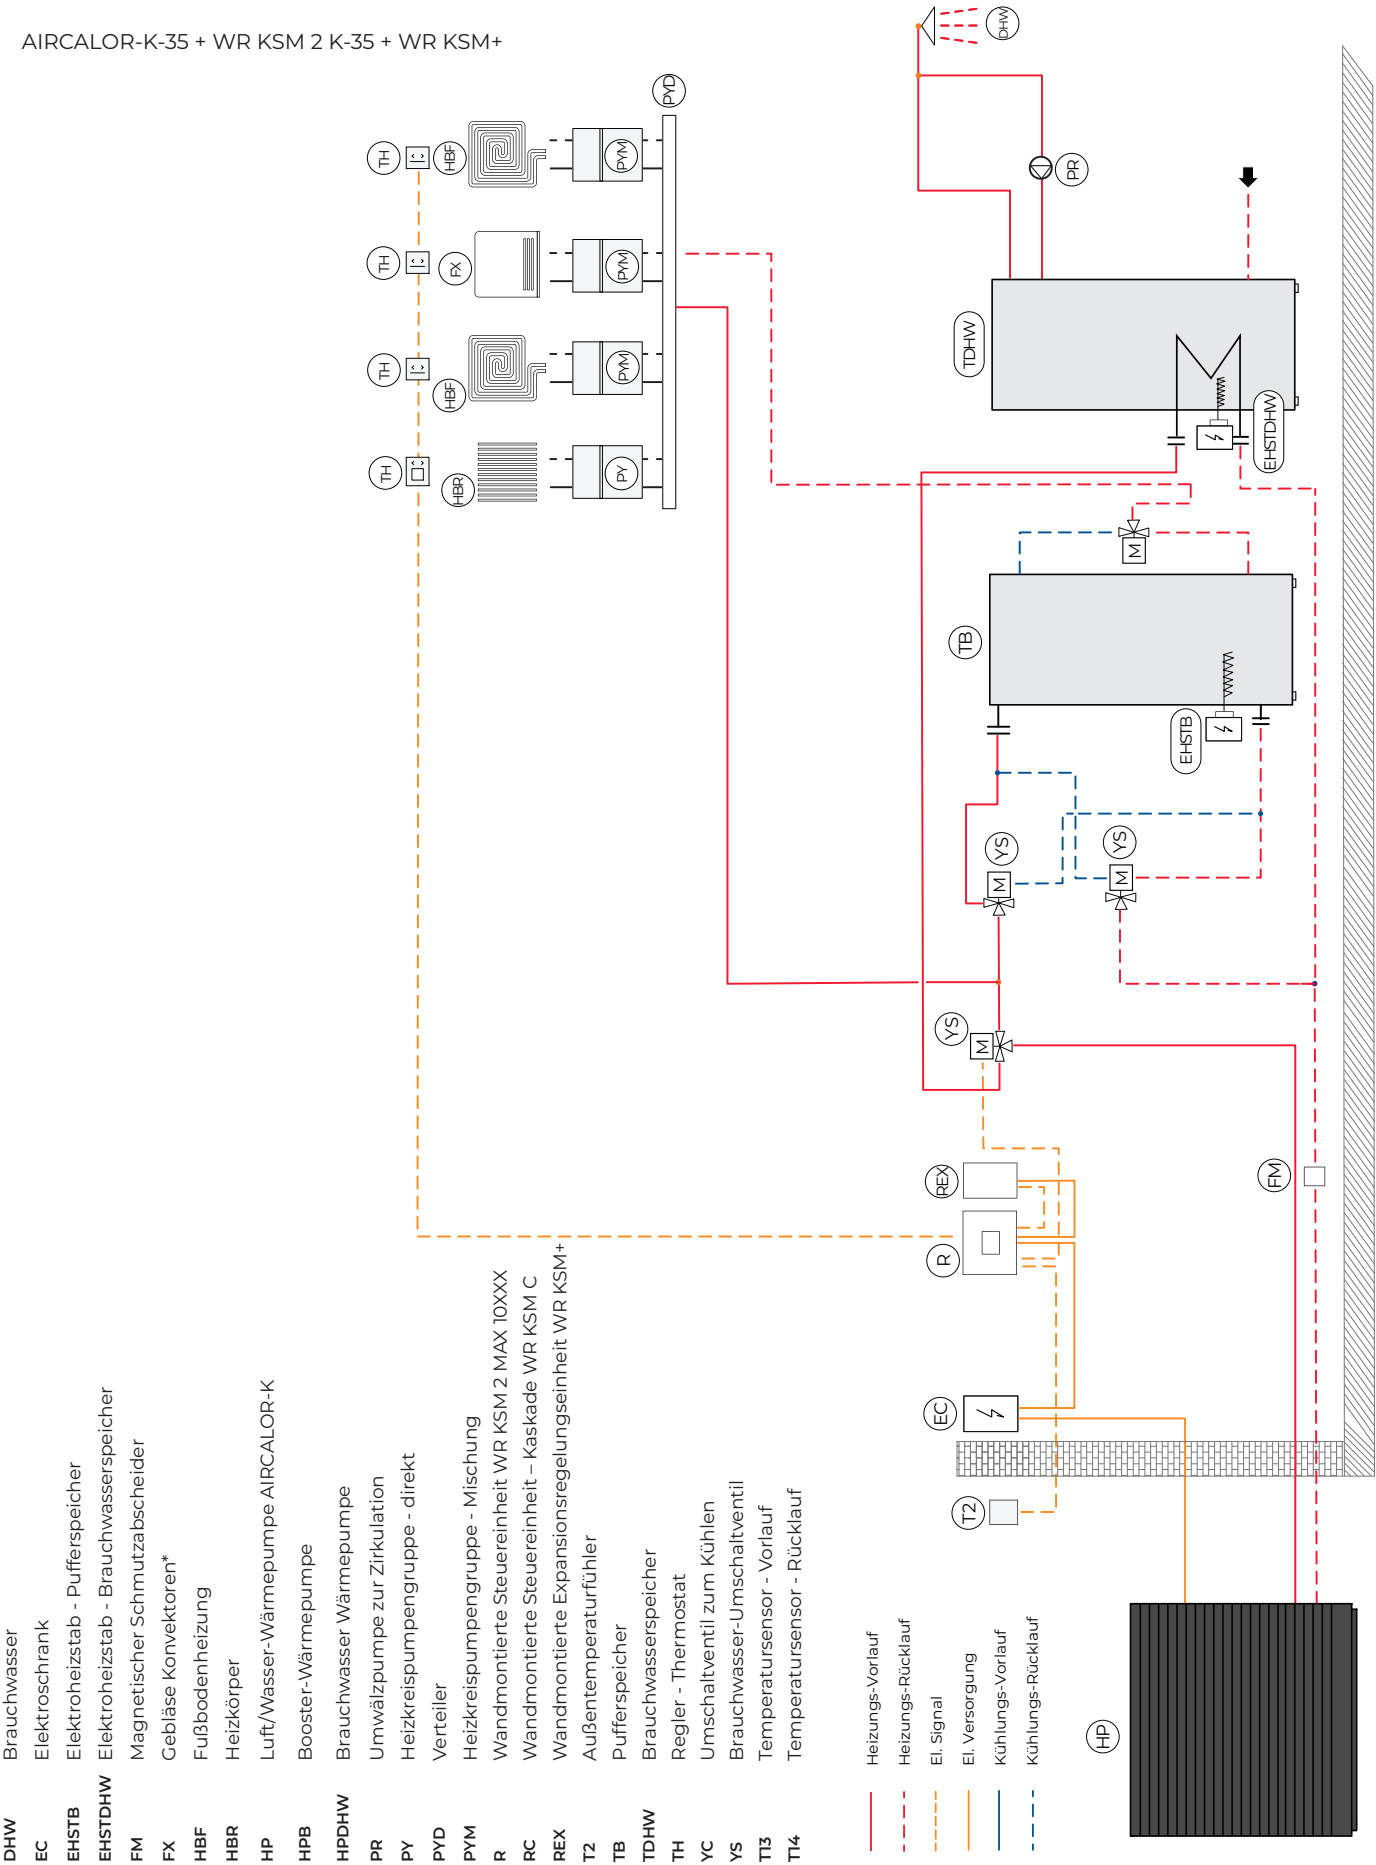 AIRCALOR-K-35 + WR KSM 2 K-35 + WR KSM+
DHW Brauchwasser
EC Elektroschrank
EHSTB Elektroheizstab - Pufferspeicher
EHSTDHW Elektroheizstab - Brauchwasserspeicher
FM Magnetischer Schmutzabscheider
FX Gebläse Konvektoren*
HBF Fußbodenheizung
HBR Heizkörper
HP Luft/Wasser-Wärmepumpe AIRCALOR-K
HPB Booster-Wärmepumpe
HPDHW Brauchwasser Wärmepumpe
PR Umwälzpumpe zur Zirkulation
PY Heizkreispumpengruppe - direkt
PYD Verteiler
PYM Heizkreispumpengruppe - Mischung
R Wandmontierte Steuereinheit WR KSM 2 MAX 10XXX
RC Wandmontierte Steuereinheit – Kaskade WR KSM C
REX Wandmontierte Expansionsregelungseinheit WR KSM+
T2 Außentemperaturfühler
TB Pufferspeicher
TDHW Brauchwasserspeicher
TH Regler - Thermostat
YC Umschaltventil zum Kühlen
YS Brauchwasser-Umschaltventil
T13 Temperatursensor - Vorlauf
T14 Temperatursensor - Rücklauf
Heizungs-Vorlauf
Heizungs-Rücklauf
El. Signal
El. Versorgung
Kühlungs-Vorlauf
Kühlungs-Rücklauf
HP
T2
EC
R
REX
FM
YS
M
YS
M
YS
M
EHSTB
TB
M
EHSTDHW
TDHW
PR
DHW
TH
TH
TH
TH
HBR
HBF
FX
HBF
PY
PYM
PYM
PYM
PYD